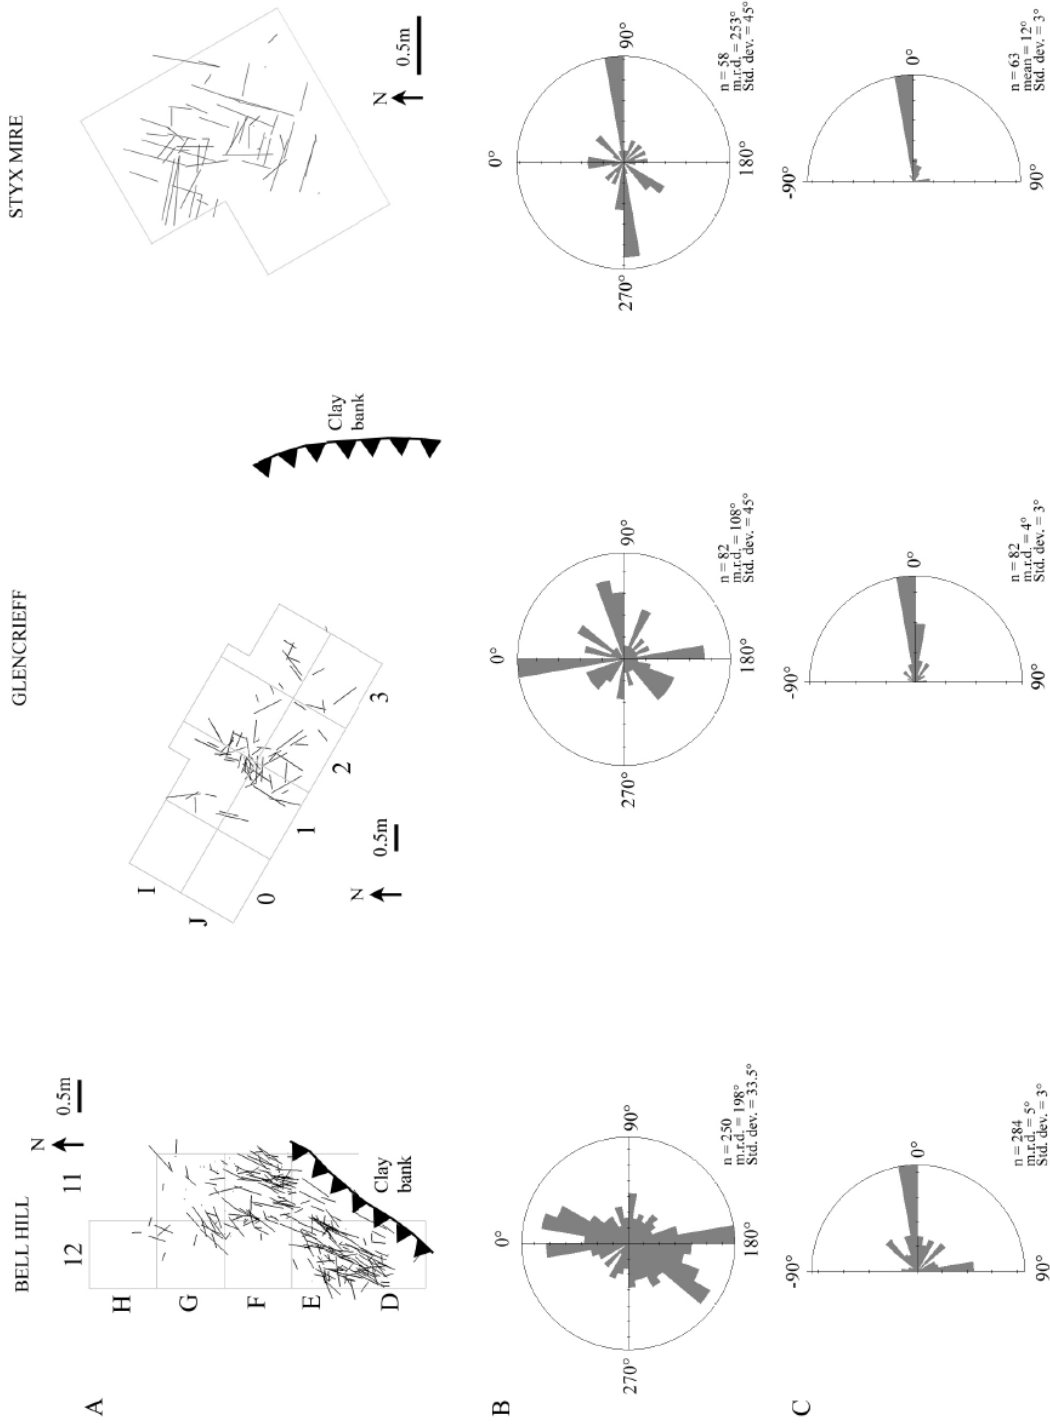 BELL HILL
GLENCRIEFF
STYX MIRE
A
12
11
N
0.5m
H
G
F
E
D
Clay
bank
I
J
0
1
2
3
N
0.5m
Clay
bank
N
0.5m
B
0°
90°
180°
270°
n = 250
m.r.d. = 198°
Std. dev. = 33.5°
0°
90°
180°
270°
n = 82
m.r.d. = 108°
Std. dev. = 45°
0°
90°
180°
270°
n = 58
m.r.d. = 253°
Std. dev. = 45°
C
-90°
0°
90°
n = 284
m.r.d. = 5°
Std. dev. = 3°
-90°
0°
90°
n = 82
m.r.d. = 4°
Std. dev. = 3°
-90°
0°
90°
n = 63
mean = 12°
Std. dev. = 3°